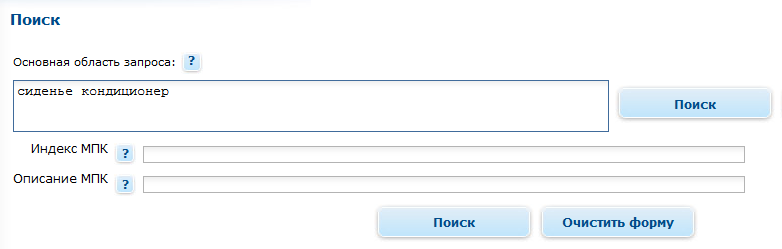 Поиск
Основная область запроса: ?
сиденье кондиционер
Поиск
Индекс МПК ?
Описание МПК ?
Поиск Очистить форму